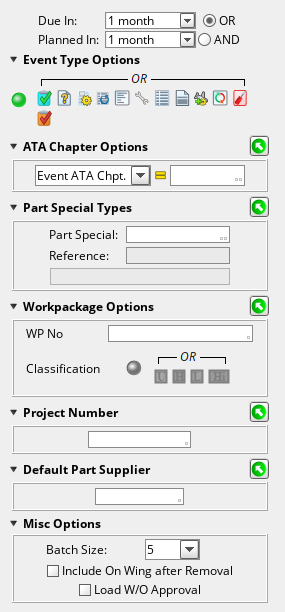 Due In: 1 month OR
Planned In: 1 month AND
Event Type Options
OR
ATA Chapter Options
Event ATA Chpt. =
Part Special Types
Part Special:
Reference:
Workpackage Options
WP No
OR
Classification
Project Number
Default Part Supplier
Misc Options
Batch Size: 5
Include On Wing after Removal
Load W/O Approval